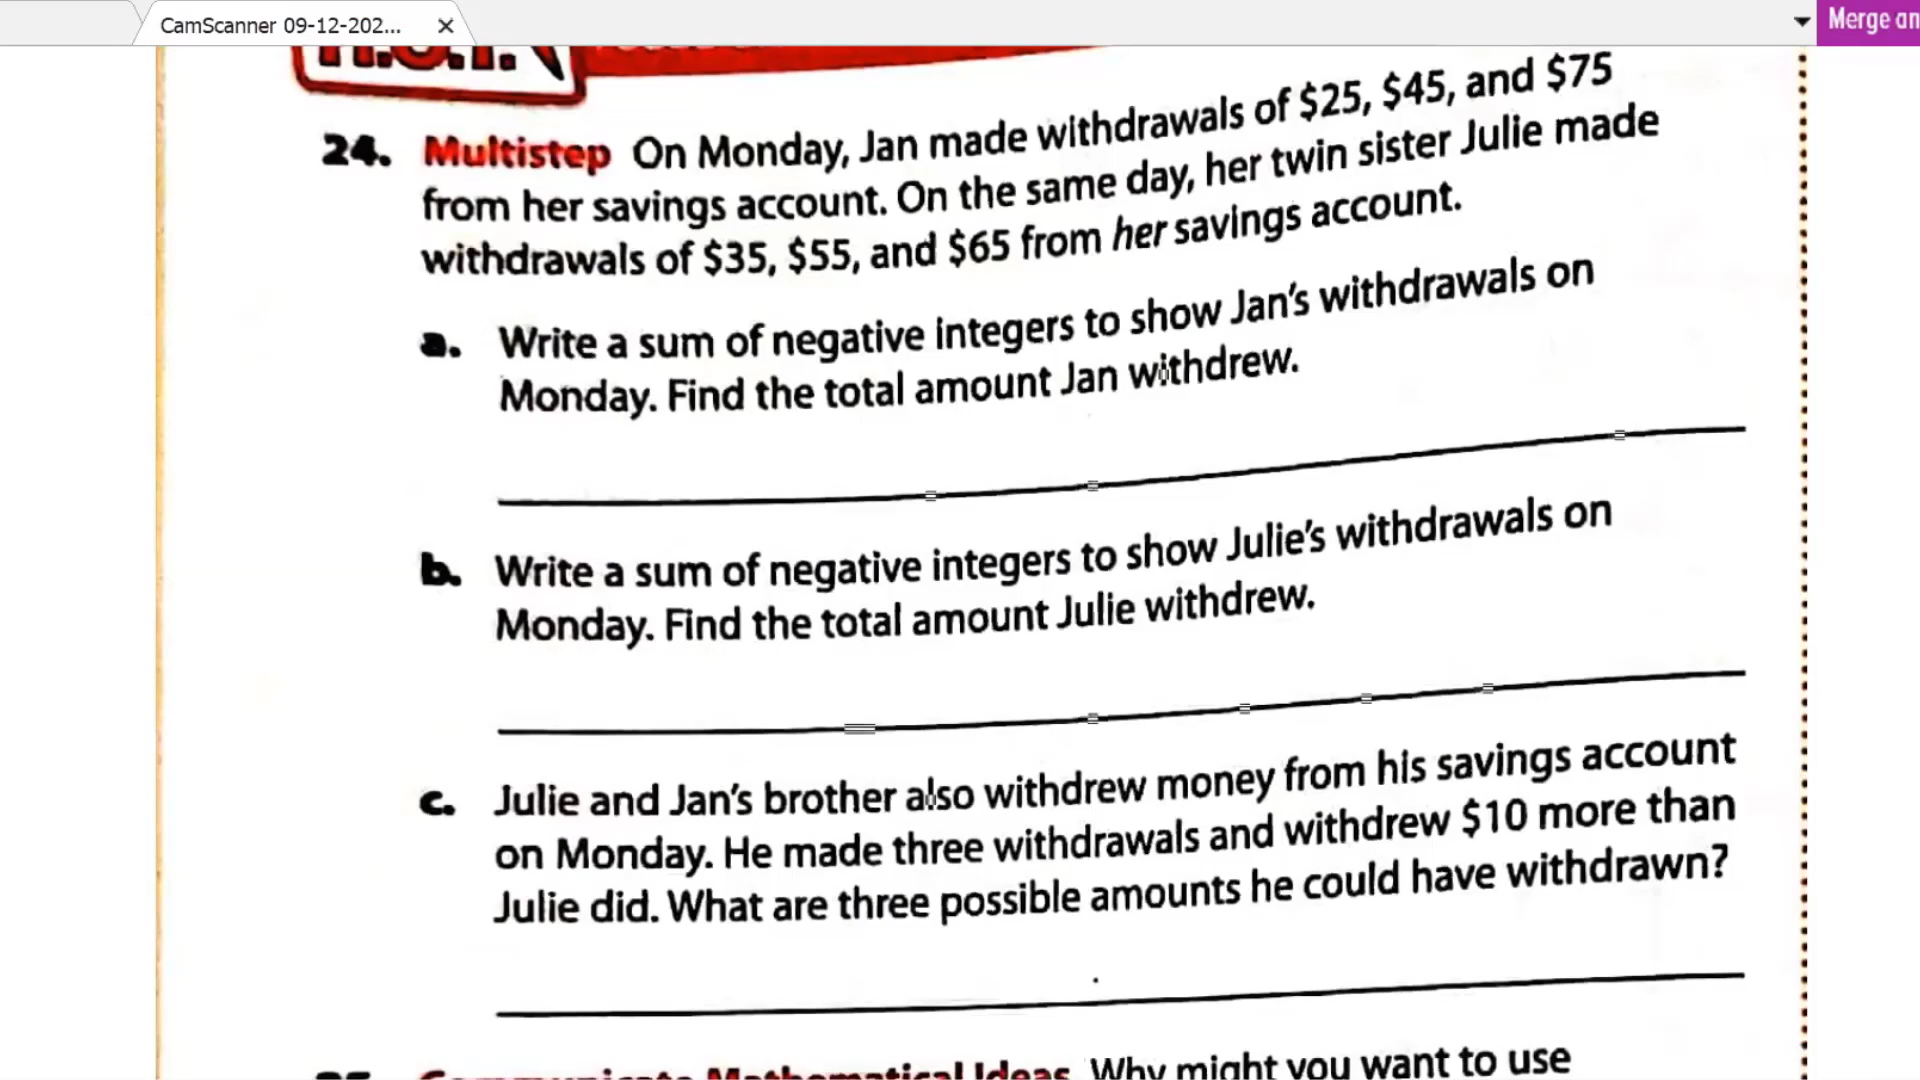 CamScanner 09-12-202...
Merge an
24. Multistep On Monday, Jan made withdrawals of $25, $45, and $75
from her savings account. On the same day, her twin sister Julie made
withdrawals of $35, $55, and $65 from her savings account.
a. Write a sum of negative integers to show Jan's withdrawals on
Monday. Find the total amount Jan withdrew.
b. Write a sum of negative integers to show Julie's withdrawals on
Monday. Find the total amount Julie withdrew.
c. Julie and Jan's brother also withdrew money from his savings account
on Monday. He made three withdrawals and withdrew $10 more than
Julie did. What are three possible amounts he could have withdrawn?
Communicate Mathematical Ideas Why might you want to use